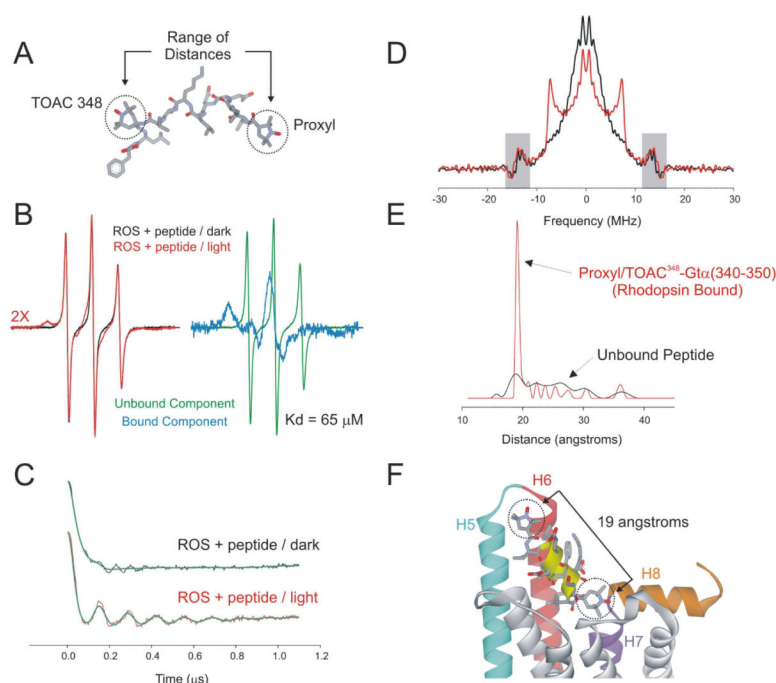 A
Range of
Distances
TOAC 348
Proxyl
B
ROS + peptide / dark
ROS + peptide / light
2X
Unbound Component
Bound Component
Kd = 65 μM
C
ROS + peptide / dark
ROS + peptide / light
0.0 0.2 0.4 0.6 0.8 1.0 1.2
Time (μs)
D
-30 -20 -10 0 10 20 30
Frequency (MHz)
E
Proxyl/TOAC³⁴⁸-Gtα(340-350)
(Rhodopsin Bound)
Unbound Peptide
10 20 30 40
Distance (angstroms)
F
H6
H5
19 angstroms
H8
H7